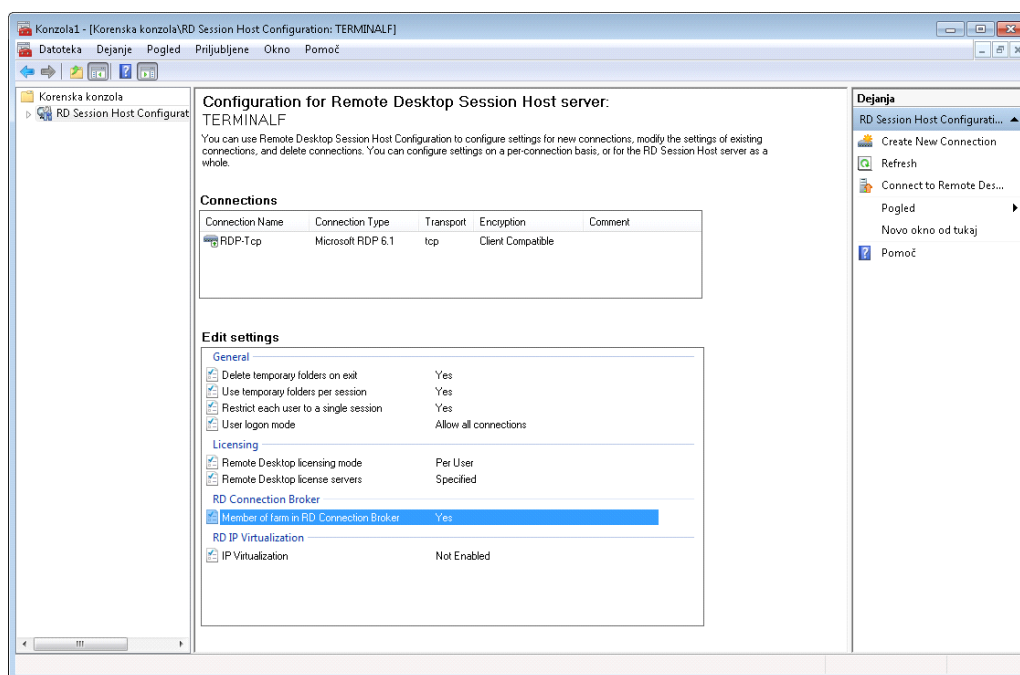 Konzola1 - [Korenska konzola\RD Session Host Configuration: TERMINALF]
Datoteka Dejanje Pogled Priljubljene Okno Pomoč
Korenska konzola
RD Session Host Configurat
Configuration for Remote Desktop Session Host server:
TERMINALF
You can use Remote Desktop Session Host Configuration to configure settings for new connections, modify the settings of existing
connections, and delete connections. You can configure settings on a per-connection basis, or for the RD Session Host server as a
whole.
Connections
Connection Name Connection Type Transport Encryption Comment
RDP-Tcp Microsoft RDP 6.1 tcp Client Compatible
Edit settings
General
Delete temporary folders on exit Yes
Use temporary folders per session Yes
Restrict each user to a single session Yes
User logon mode Allow all connections
Licensing
Remote Desktop licensing mode Per User
Remote Desktop license servers Specified
RD Connection Broker
Member of farm in RD Connection Broker Yes
RD IP Virtualization
IP Virtualization Not Enabled
Dejanja
RD Session Host Configurati...
Create New Connection
Refresh
Connect to Remote Des...
Pogled
Novo okno od tukaj
Pomoč